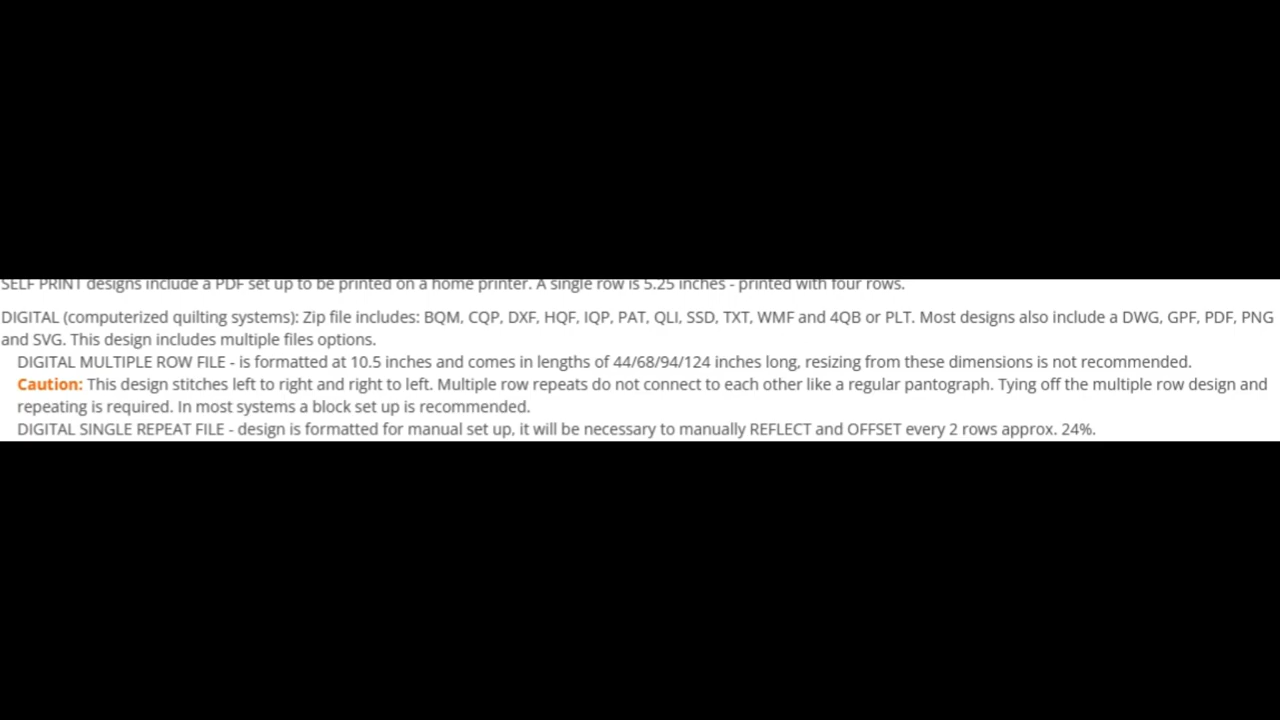 SELF PRINT designs include a PDF set up to be printed on a home printer. A single row is 5.25 inches - printed with four rows.
DIGITAL (computerized quilting systems): Zip file includes: BQM, CQP, DXF, HQF, IQP, PAT, QLI, SSD, TXT, WMF and 4QB or PLT. Most designs also include a DWG, GPF, PDF, PNG
and SVG. This design includes multiple files options.
DIGITAL MULTIPLE ROW FILE - is formatted at 10.5 inches and comes in lengths of 44/68/94/124 inches long, resizing from these dimensions is not recommended.
Caution: This design stitches left to right and right to left. Multiple row repeats do not connect to each other like a regular pantograph. Tying off the multiple row design and
repeating is required. In most systems a block set up is recommended.
DIGITAL SINGLE REPEAT FILE - design is formatted for manual set up, it will be necessary to manually REFLECT and OFFSET every 2 rows approx. 24%.